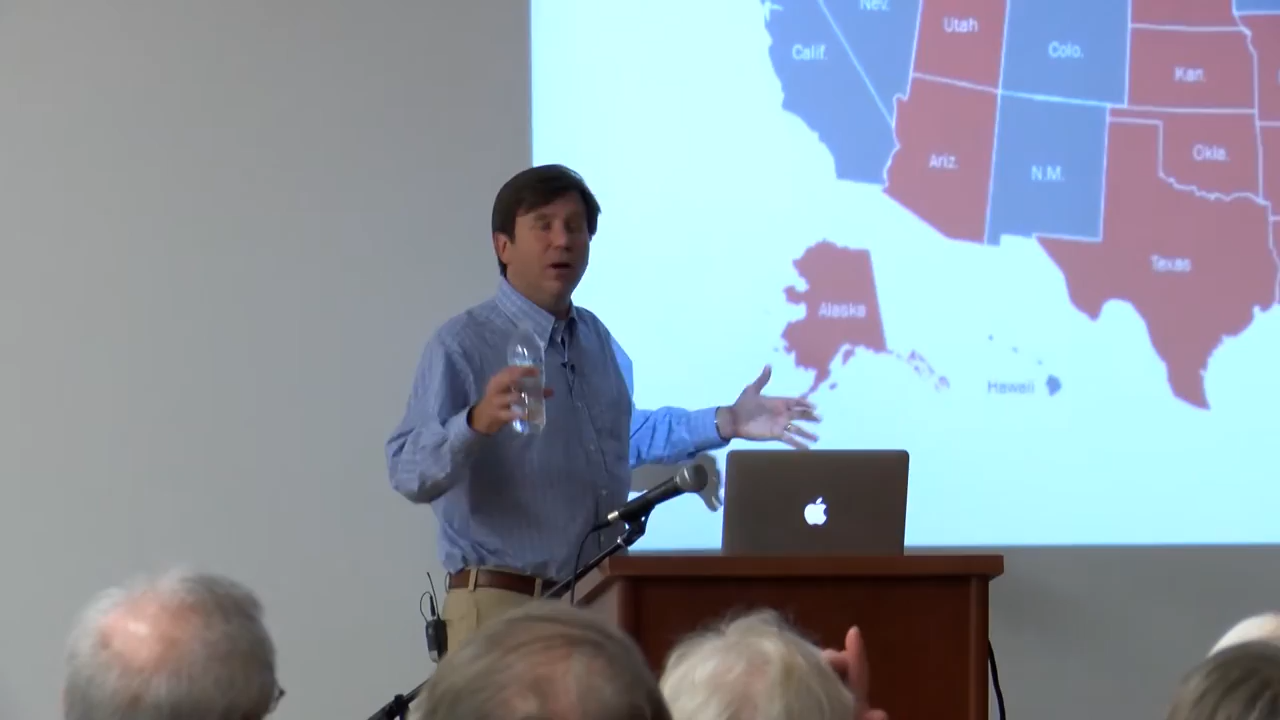 Nev.
Utah
Calif.
Colo.
Kan.
Ariz.
N.M.
Okla.
Texas
Alaska
Hawaii